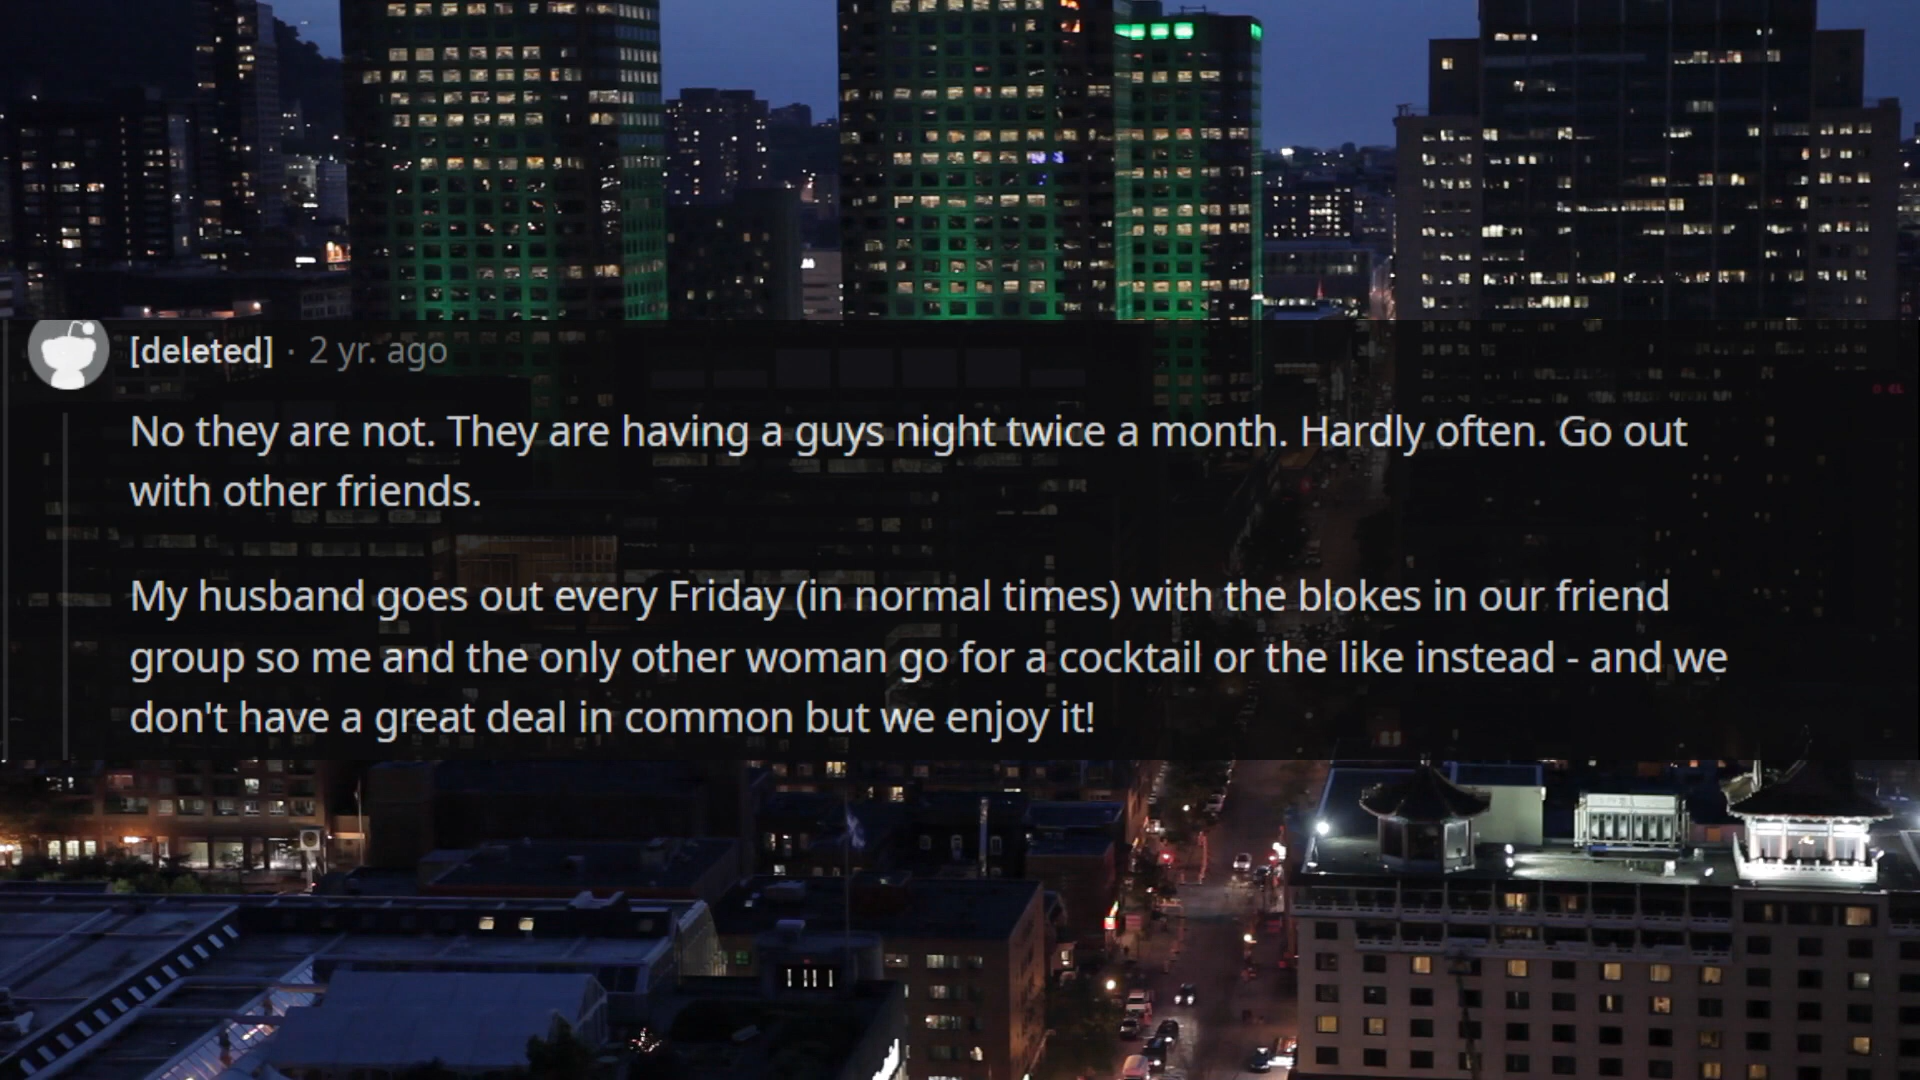 [deleted] · 2 yr. ago
No they are not. They are having a guys night twice a month. Hardly often. Go out
with other friends.
My husband goes out every Friday (in normal times) with the blokes in our friend
group so me and the only other woman go for a cocktail or the like instead - and we
don't have a great deal in common but we enjoy it!